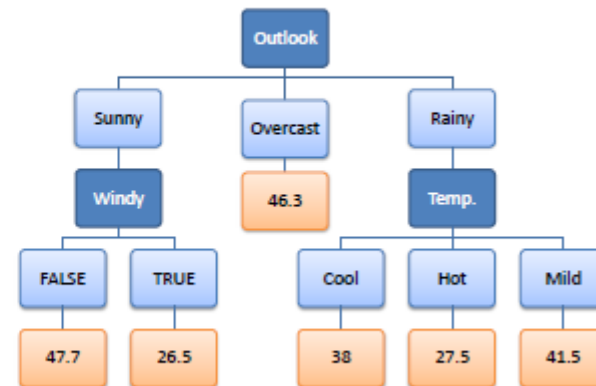 Outlook
Sunny
Overcast
Rainy
Windy
46.3
Temp.
FALSE
TRUE
Cool
Hot
Mild
47.7
26.5
38
27.5
41.5